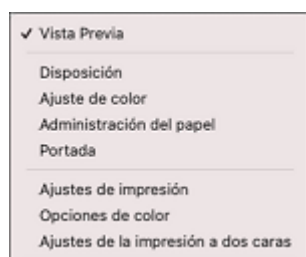 ✓ Vista Previa
Disposición
Ajuste de color
Administración del papel
Portada
Ajustes de impresión
Opciones de color
Ajustes de la impresión a dos caras